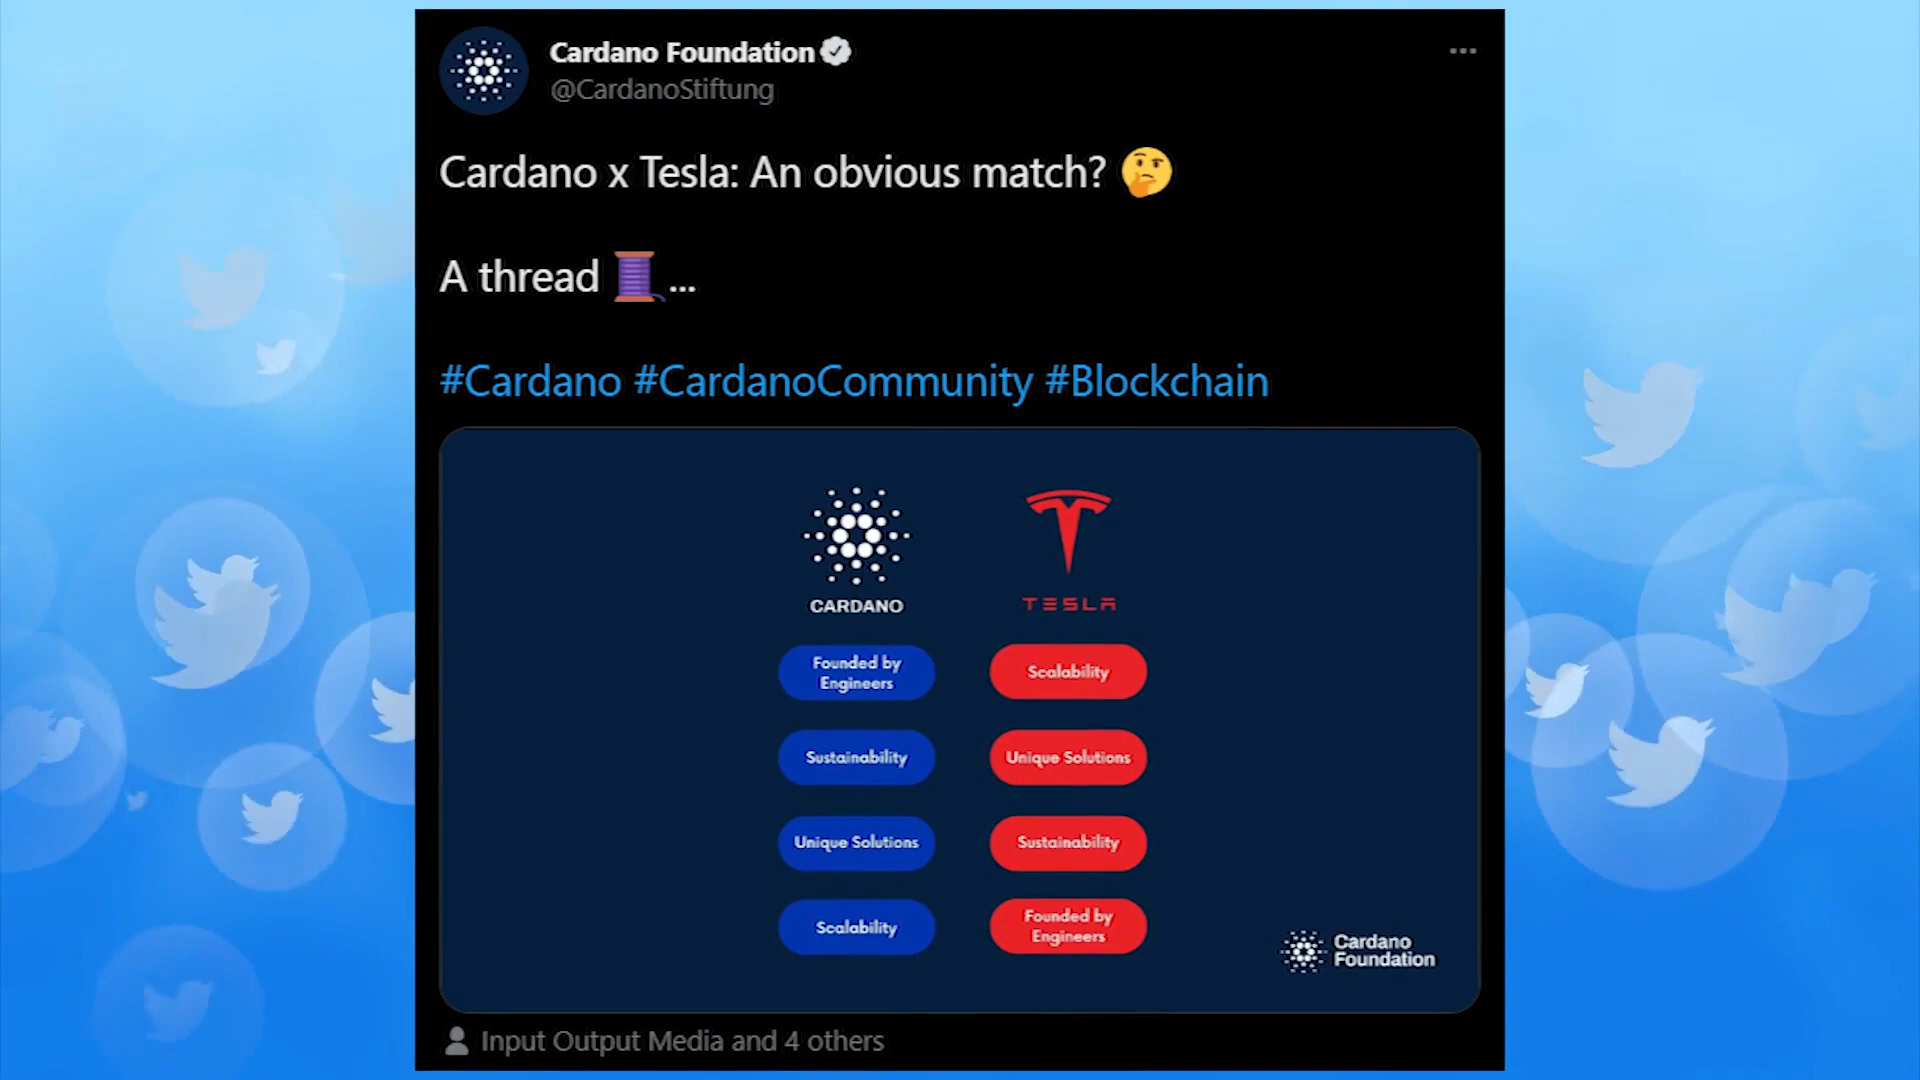 Cardano Foundation
@CardanoStiftung
Cardano x Tesla: An obvious match? 🤔
A thread 🧵...
#Cardano #CardanoCommunity #Blockchain
CARDANO
TESLA
Founded by
Engineers
Scalability
Sustainability
Unique Solutions
Unique Solutions
Sustainability
Scalability
Founded by
Engineers
Cardano
Foundation
Input Output Media and 4 others